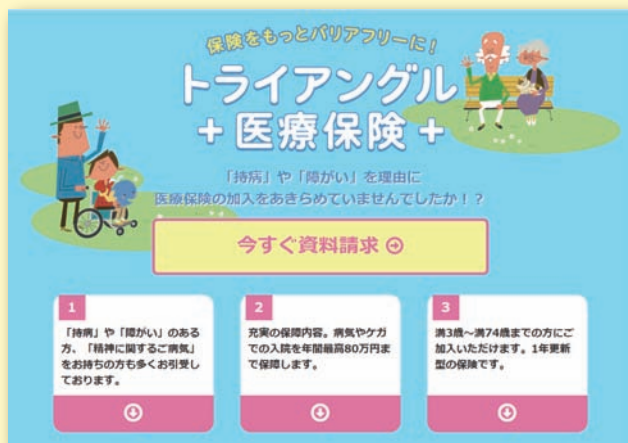 保険をもっとバリアフリーに!
トライアングル
+医療保険+
「持病」や「障がい」を理由に
医療保険の加入をあきらめていませんでしたか!?
今すぐ資料請求
1
「持病」や「障がい」のある
方、「精神に関するご病気」
をお持ちの方も多くお引受し
ております。
2
充実の保障内容。病気やケガ
での入院を年間最高80万円ま
で保障します。
3
満3歳～満74歳までの方にご
加入いただけます。1年更新
型の保険です。